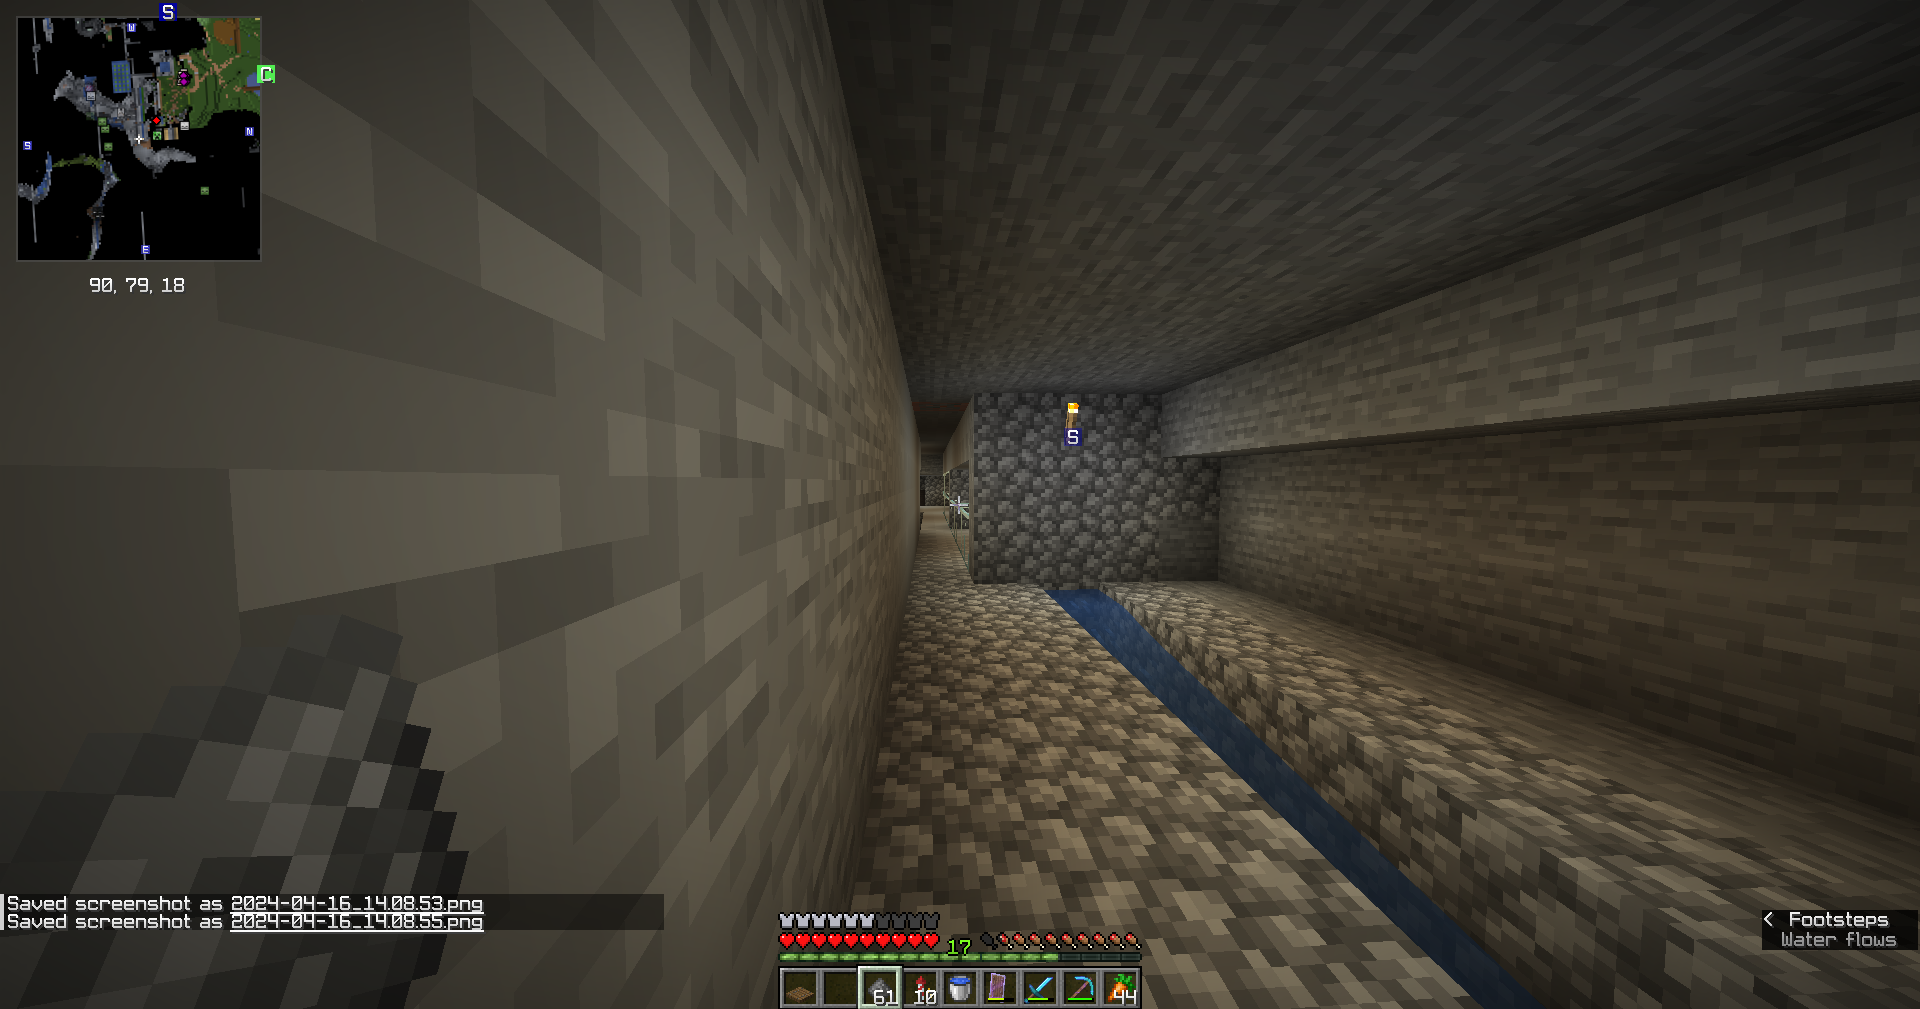 S
W
C
N
S
E
90, 79, 18
S
Saved screenshot as 2024-04-16_14.08.53.png
Saved screenshot as 2024-04-16_14.08.55.png
< Footsteps
Water flows
17
61 10 44